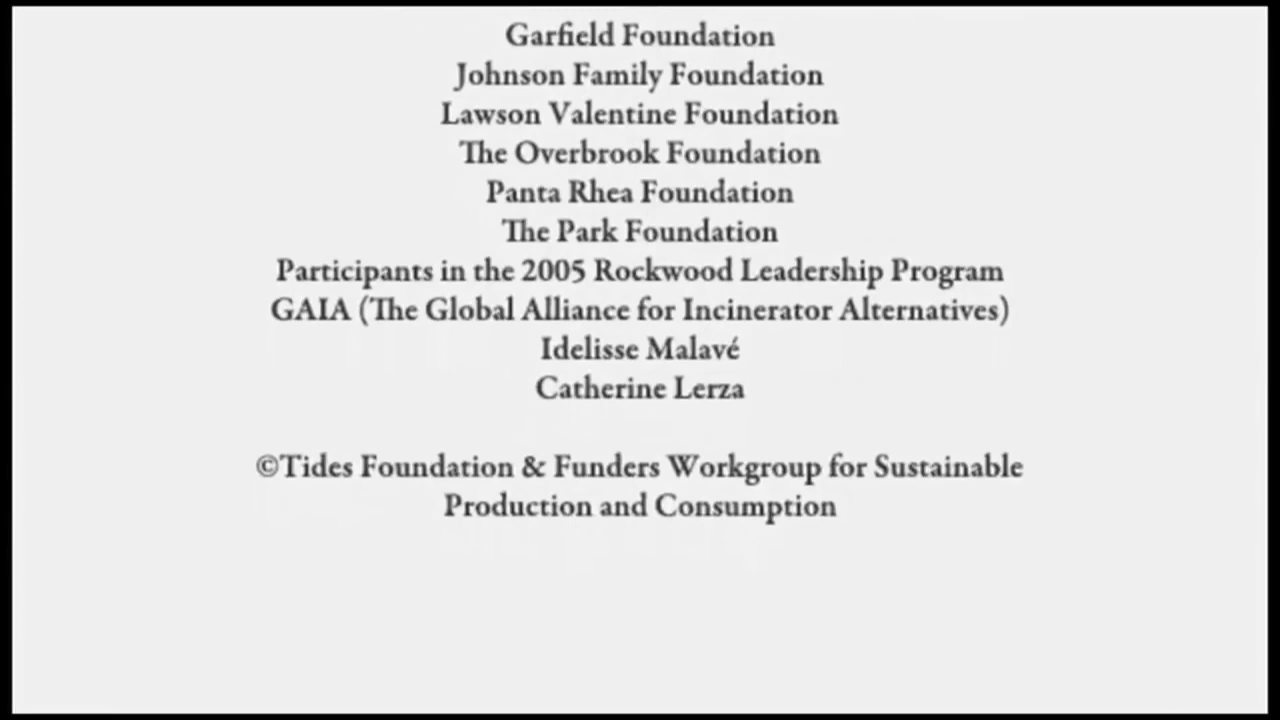 Garfield Foundation
Johnson Family Foundation
Lawson Valentine Foundation
The Overbrook Foundation
Panta Rhea Foundation
The Park Foundation
Participants in the 2005 Rockwood Leadership Program
GAIA (The Global Alliance for Incinerator Alternatives)
Idelisse Malavé
Catherine Lerza
©Tides Foundation & Funders Workgroup for Sustainable
Production and Consumption